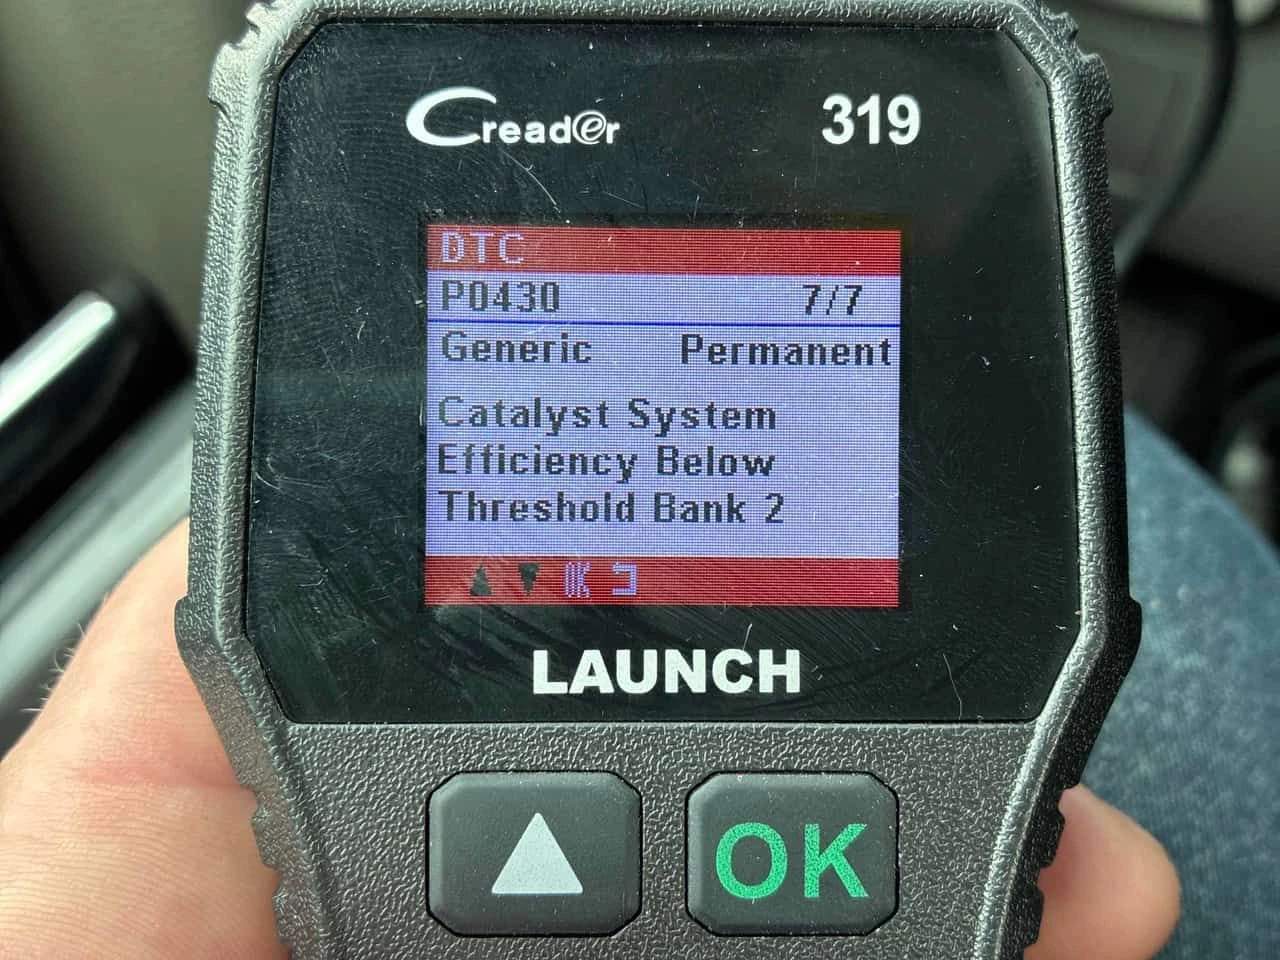 Creader 319
DTC
P0430 7/7
Generic Permanent
Catalyst System
Efficiency Below
Threshold Bank 2
OK
LAUNCH
OK